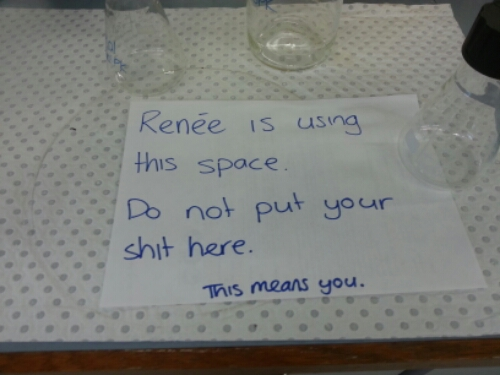 Renée is using
this space.
Do not put your
shit here.
This means you.